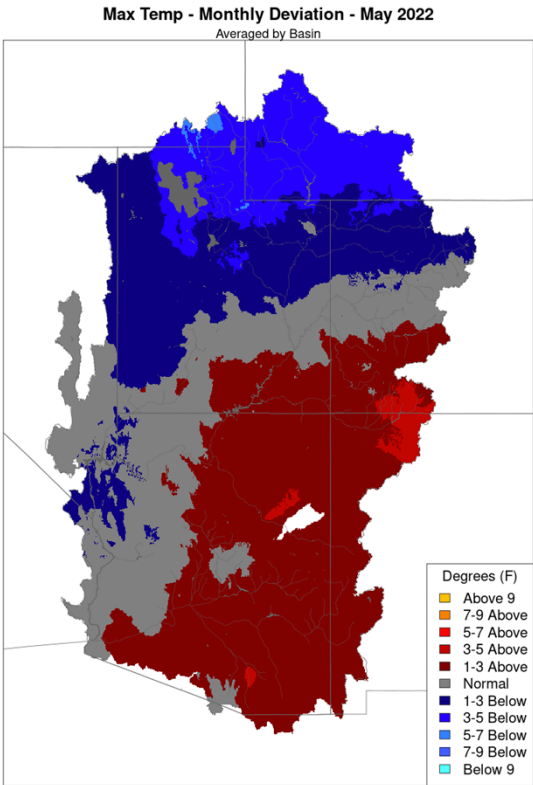 Max Temp - Monthly Deviation - May 2022
Averaged by Basin
Degrees (F)
Above 9
7-9 Above
5-7 Above
3-5 Above
1-3 Above
Normal
1-3 Below
3-5 Below
5-7 Below
7-9 Below
Below 9